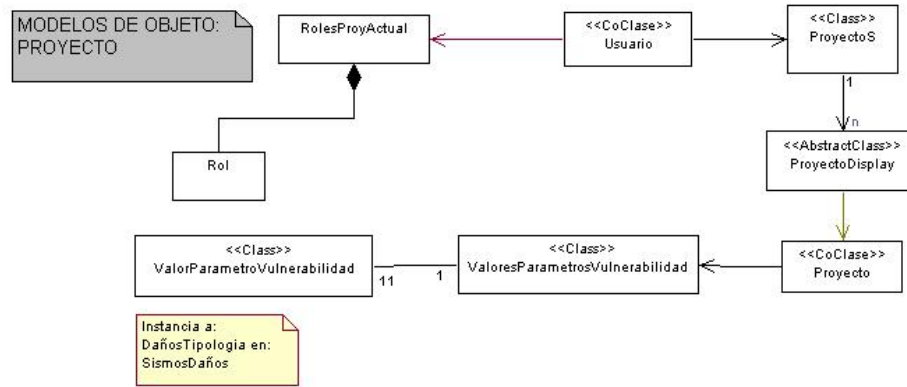 MODELOS DE OBJETO:
PROYECTO
RolesProyActual
<<CoClase>>
Usuario
<<Class>>
ProyectoS
1
n
Rol
<<AbstractClass>>
ProyectoDisplay
<<Class>>
ValorParametroVulnerabilidad
11
1
<<Class>>
ValoresParametrosVulnerabilidad
<<CoClase>>
Proyecto
Instancia a:
DañosTipologia en:
SismosDaños